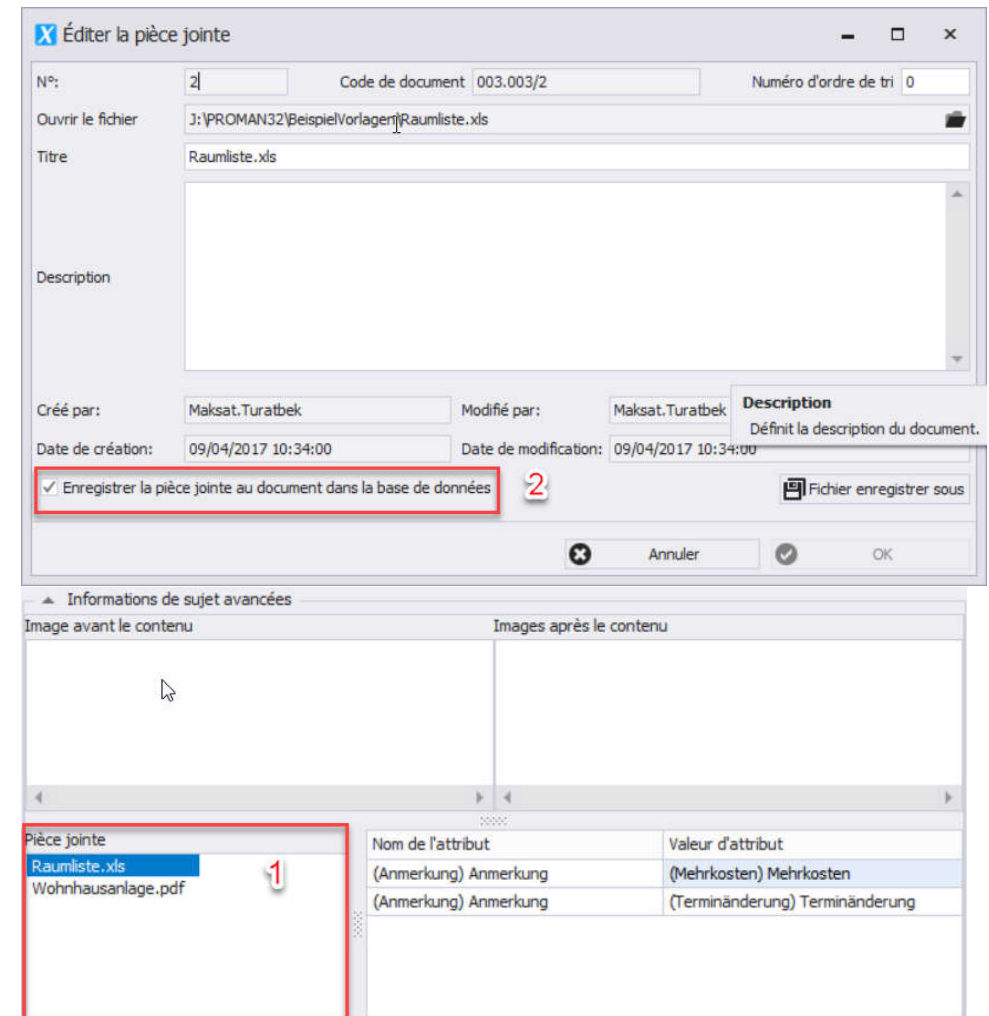 X Éditer la pièce jointe
N°: 2 Code de document 003.003/2 Numéro d'ordre de tri 0
Ouvrir le fichier J:\PROMAN32\BeispielVorlagen\Raumliste.xls
Titre Raumliste.xls
Description
Créé par: Maksat.Turatbek Modifié par: Maksat.Turatbek
Description
Définit la description du document.
Date de création: 09/04/2017 10:34:00 Date de modification: 09/04/2017 10:34:00
Enregistrer la pièce jointe au document dans la base de données 2 Fichier enregistrer sous
Annuler OK
Informations de sujet avancées
Image avant le contenu Images après le contenu
Pièce jointe Nom de l'attribut Valeur d'attribut
Raumliste.xls 1 (Anmerkung) Anmerkung (Mehrkosten) Mehrkosten
Wohnhausanlage.pdf (Anmerkung) Anmerkung (Terminänderung) Terminänderung